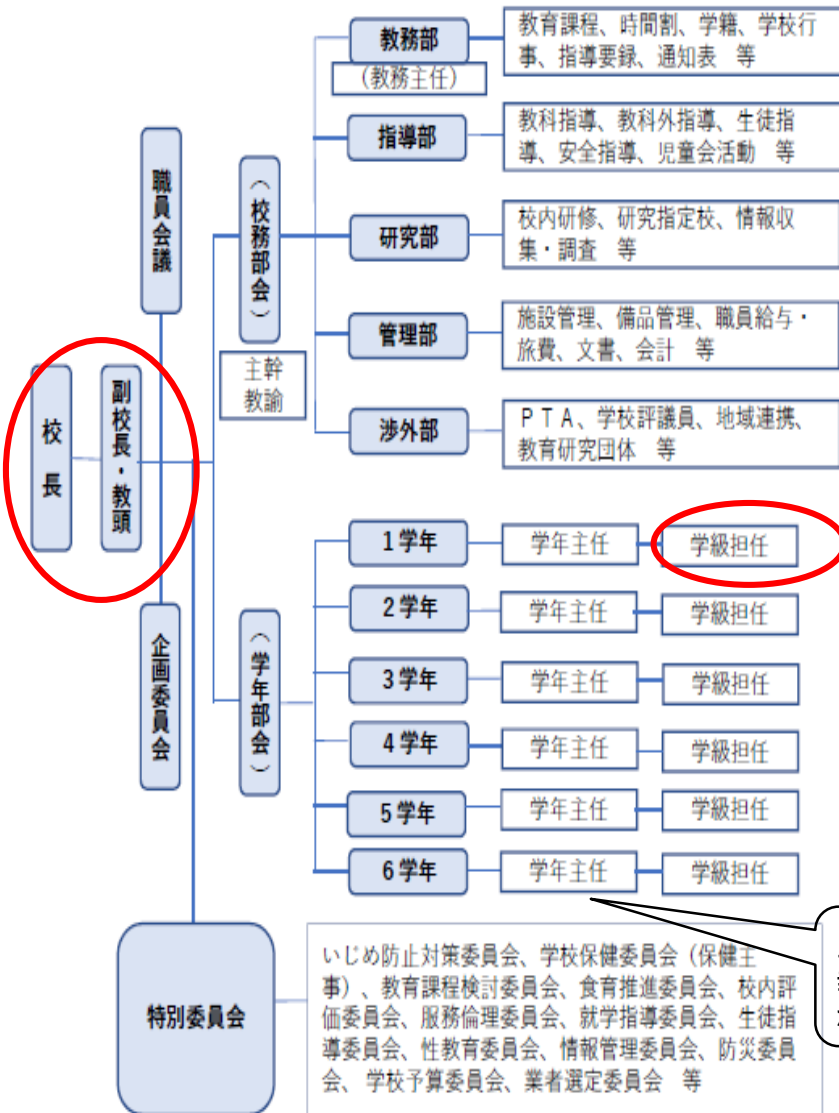 教務部
(教務主任)
教育課程、時間割、学籍、学校行
事、指導要録、通知表　等
指導部
教科指導、教科外指導、生徒指
導、安全指導、児童会活動　等
職員会議
（校務部会）
研究部
校内研修、研究指定校、情報収
集・調査　等
主幹
教諭
管理部
施設管理、備品管理、職員給与・
旅費、文書、会計　等
校長
副校長・教頭
渉外部
ＰＴＡ、学校評議員、地域連携、
教育研究団体　等
企画委員会
（学年部会）
1学年
学年主任
学級担任
2学年
学年主任
学級担任
3学年
学年主任
学級担任
4学年
学年主任
学級担任
5学年
学年主任
学級担任
6学年
学年主任
学級担任
特別委員会
いじめ防止対策委員会、学校保健委員会（保健主
事）、教育課程検討委員会、食育推進委員会、校内評
価委員会、服務倫理委員会、就学指導委員会、生徒指
導委員会、性教育委員会、情報管理委員会、防災委員
会、 学校予算委員会、業者選定委員会　等